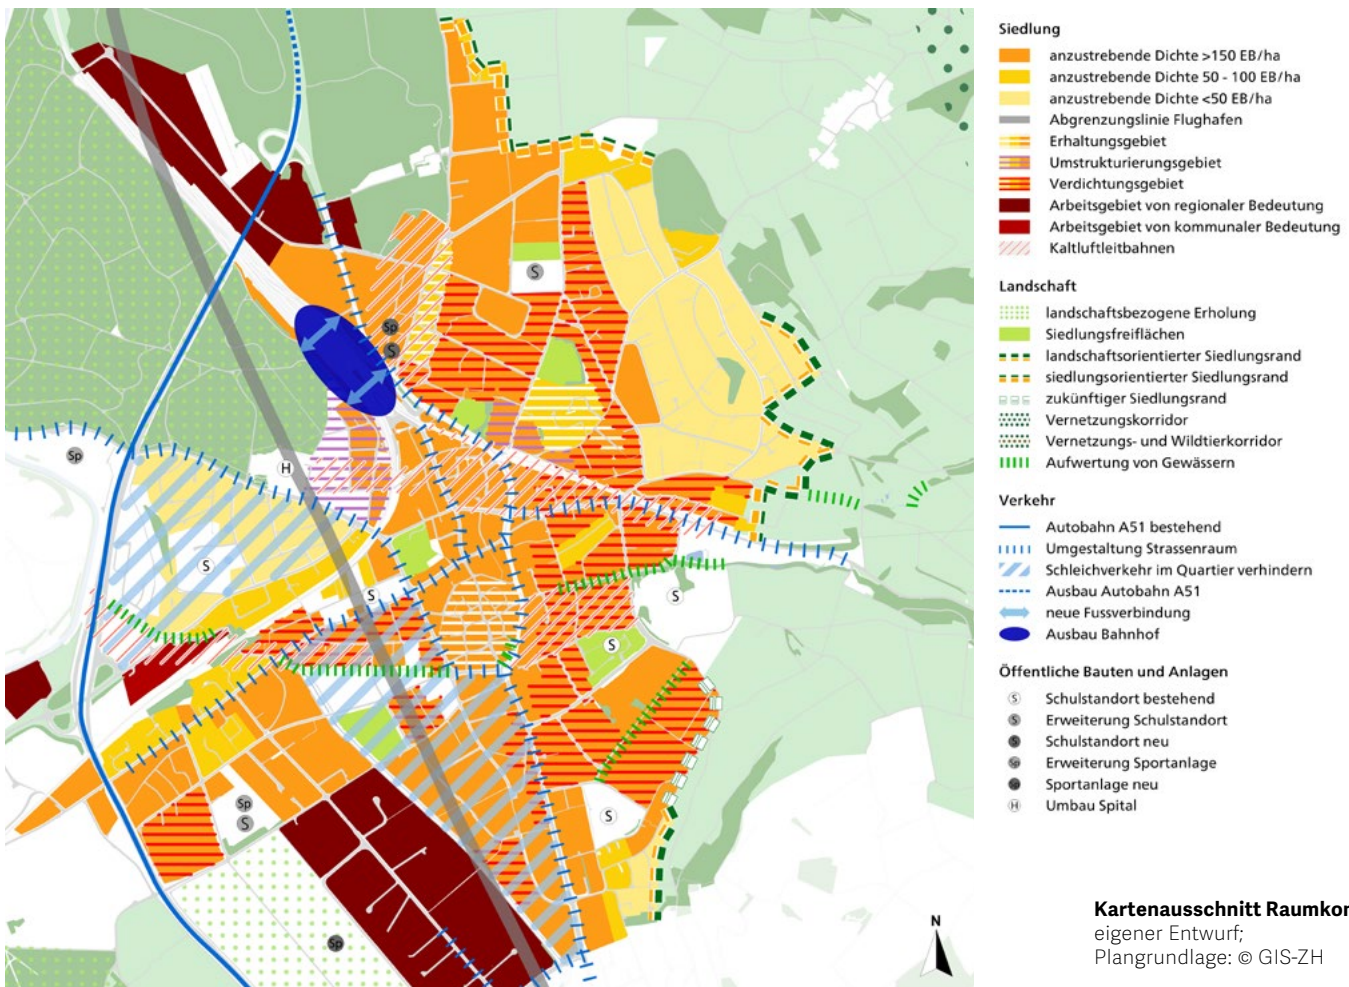 Siedlung
anzustrebende Dichte >150 EB/ha
anzustrebende Dichte 50 - 100 EB/ha
anzustrebende Dichte <50 EB/ha
Abgrenzungslinie Flughafen
Erhaltungsgebiet
Umstrukturierungsgebiet
Verdichtungsgebiet
Arbeitsgebiet von regionaler Bedeutung
Arbeitsgebiet von kommunaler Bedeutung
Kaltluftleitbahnen
Landschaft
landschaftsbezogene Erholung
Siedlungsfreiflächen
landschaftsorientierter Siedlungsrand
siedlungsorientierter Siedlungsrand
zukünftiger Siedlungsrand
Vernetzungskorridor
Vernetzungs- und Wildtierkorridor
Aufwertung von Gewässern
Verkehr
Autobahn A51 bestehend
Umgestaltung Strassenraum
Schleichverkehr im Quartier verhindern
Ausbau Autobahn A51
neue Fussverbindung
Ausbau Bahnhof
Öffentliche Bauten und Anlagen
S Schulstandort bestehend
S Erweiterung Schulstandort
S Schulstandort neu
Sp Erweiterung Sportanlage
Sp Sportanlage neu
H Umbau Spital
Kartenausschnitt Raumkon
eigener Entwurf;
Plangrundlage: © GIS-ZH
S
Sp
S
Sp
H
S
S
S
S
Sp
S
S
Sp
N